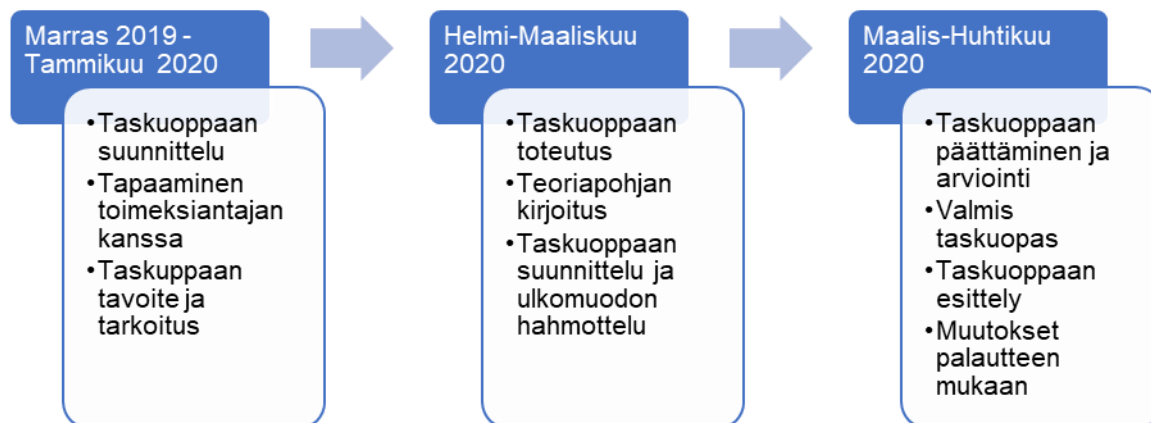 Marras 2019 -
Tammikuu 2020
•Taskuoppaan
suunnittelu
•Tapaaminen
toimeksiantajan
kanssa
•Taskuppaan
tavoite ja
tarkoitus
Helmi-Maaliskuu
2020
•Taskuoppaan
toteutus
•Teoriapohjan
kirjoitus
•Taskuoppaan
suunnittelu ja
ulkomuodon
hahmottelu
Maalis-Huhtikuu
2020
•Taskuoppaan
päättäminen ja
arviointi
•Valmis
taskuopas
•Taskuoppaan
esittely
•Muutokset
palautteen
mukaan